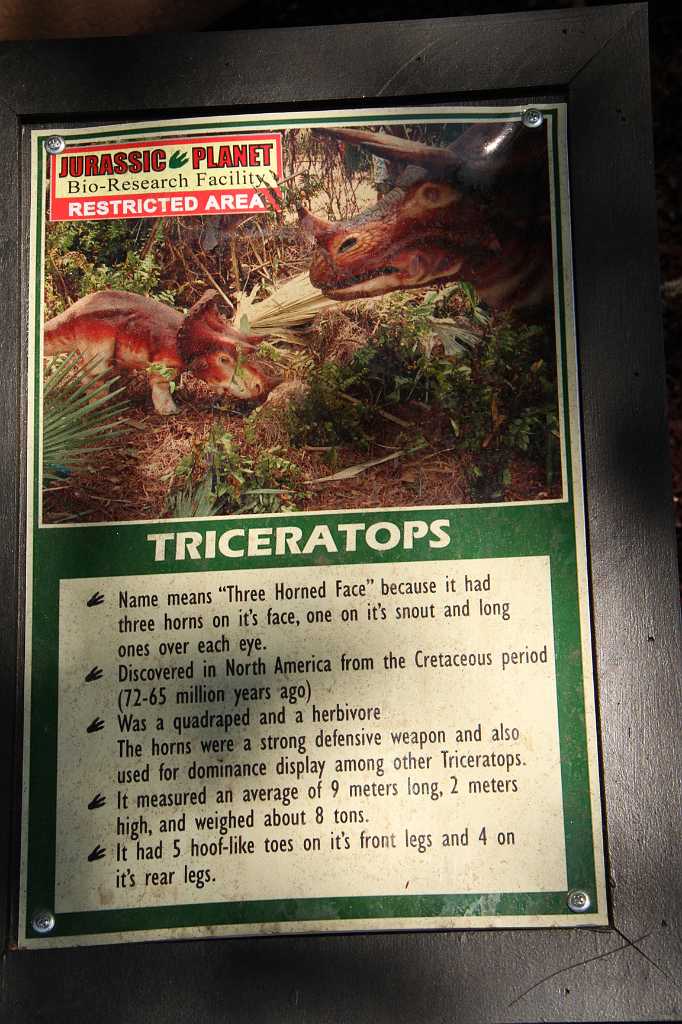 JURASSIC PLANET
Bio-Research Facility
RESTRICTED AREA
TRICERATOPS
Name means “Three Horned Face” because it had
three horns on it's face, one on it's snout and long
ones over each eye.
Discovered in North America from the Cretaceous period
(72-65 million years ago)
Was a quadraped and a herbivore
The horns were a strong defensive weapon and also
used for dominance display among other Triceratops.
It measured an average of 9 meters long, 2 meters
high, and weighed about 8 tons.
It had 5 hoof-like toes on it's front legs and 4 on
it's rear legs.